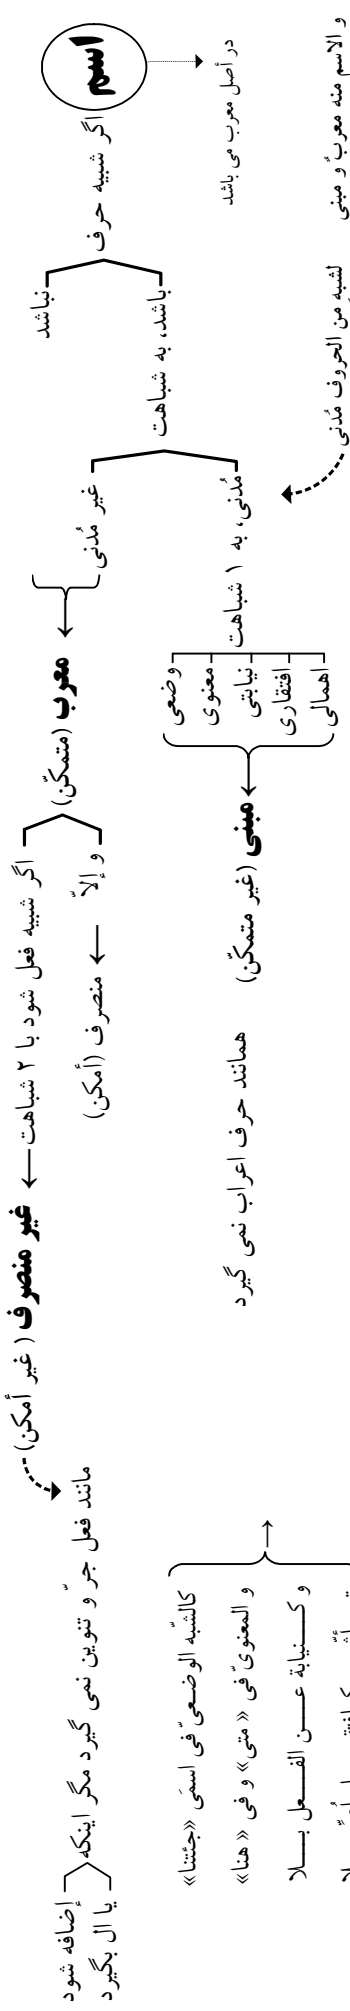 اسم
در أصل معرب می باشد
اگر شبیه حرف
نباشد
باشد، به شباهت
غیر مُدنی
مُدنی، به ۱ شباهت
وضعی
معنوی
نیابتی
افتقاری
اهمالی
معرب (متمکّن)
مبنی (غیر متمکّن)
همانند حرف اعراب نمی گیرد
اگر شبیه فعل شود با ۲ شباهت
و إلاّ
منصرف (أمکن)
غیر منصرف ( غیر أمکن)
مانند فعل جرّ و تنوین نمی گیرد مگر اینکه
إضافه شود
یا ال بگیرد
و الاسم منه معربٌ و مبنی
لشبهٍ من الحروف مُدنی
کالشّبه الوضعیّ فی اسمَی «جئتنا»
و المعنویّ فی «متی» و فی «هنا»
و کنیابة عن الفعل بلا